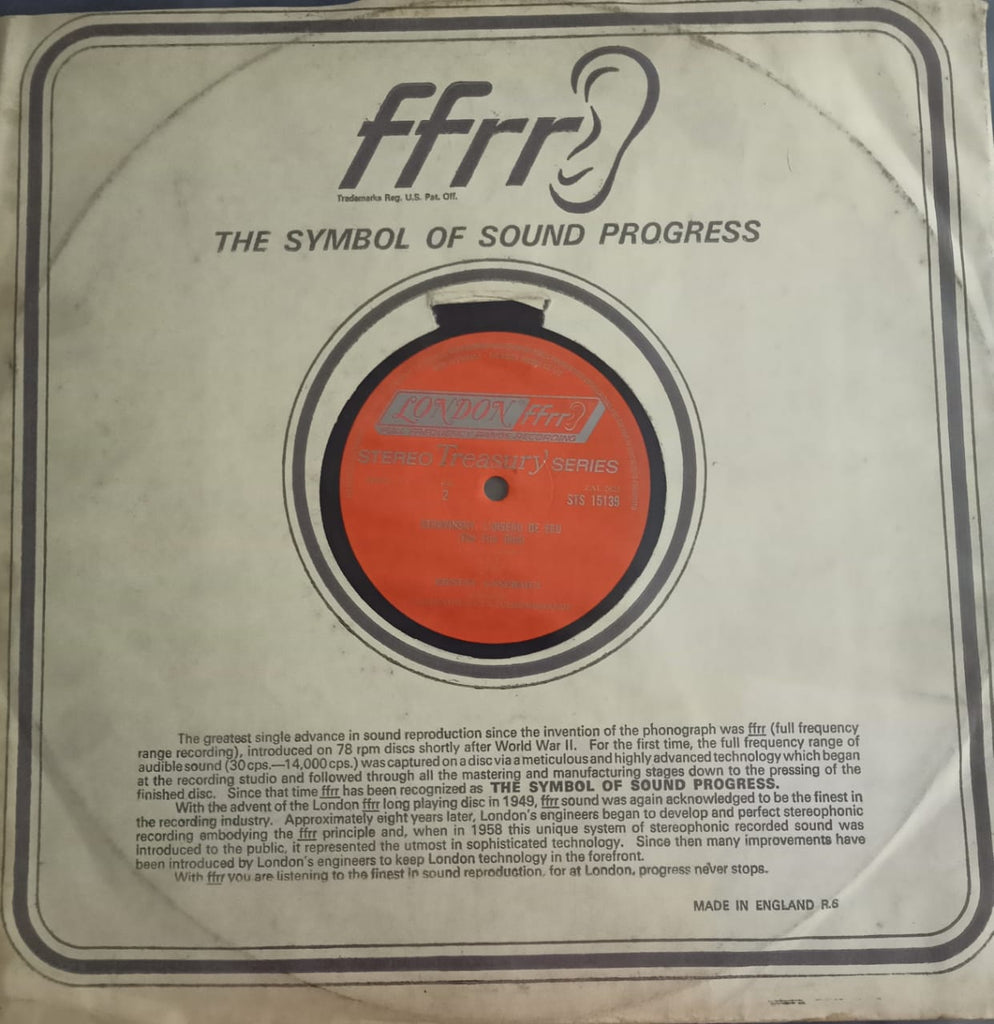 ffrr
Trademarks Reg. U.S. Pat. Off.
THE SYMBOL OF SOUND PROGRESS
LONDON ffrr
FULL FREQUENCY RANGE RECORDING
STEREO Treasury SERIES
2
STS 15139
STRAVINSKY: L'OISEAU DE FEU
The greatest single advance in sound reproduction since the invention of the phonograph was ffrr (full frequency
range recording), introduced on 78 rpm discs shortly after World War II. For the first time, the full frequency range of
audible sound (30 cps.—14,000 cps.) was captured on a disc via a meticulous and highly advanced technology which began
at the recording studio and followed through all the mastering and manufacturing stages down to the pressing of the
finished disc. Since that time ffrr has been recognized as THE SYMBOL OF SOUND PROGRESS.
With the advent of the London ffrr long playing disc in 1949, ffrr sound was again acknowledged to be the finest in
the recording industry. Approximately eight years later, London's engineers began to develop and perfect stereophonic
recording embodying the ffrr principle and, when in 1958 this unique system of stereophonic recorded sound was
introduced to the public, it represented the utmost in sophisticated technology. Since then many improvements have
been introduced by London's engineers to keep London technology in the forefront.
With ffrr you are listening to the finest in sound reproduction, for at London, progress never stops.
MADE IN ENGLAND R.6